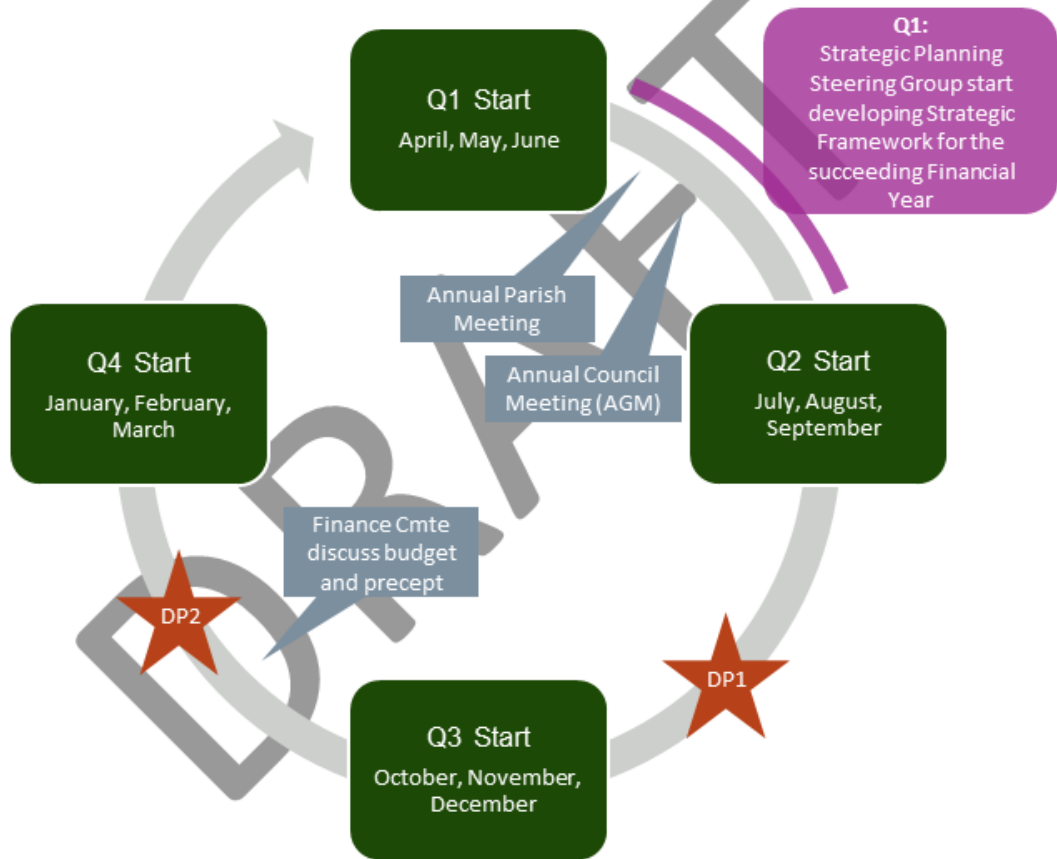 Q1:
Strategic Planning
Steering Group start
developing Strategic
Framework for the
succeeding Financial
Year
Q1 Start
April, May, June
Annual Parish
Meeting
Annual Council
Meeting (AGM)
Q2 Start
July, August,
September
Q4 Start
January, February,
March
Finance Cmte
discuss budget
and precept
DP2
DP1
Q3 Start
October, November,
December
DRAFT